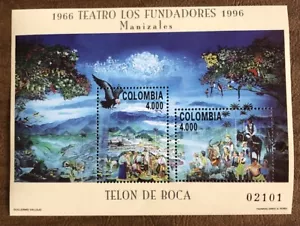 1966 TEATRO LOS FUNDADORES 1996
Manizales
COLOMBIA
4.000
COLOMBIA
4.000
TELON DE BOCA
02101